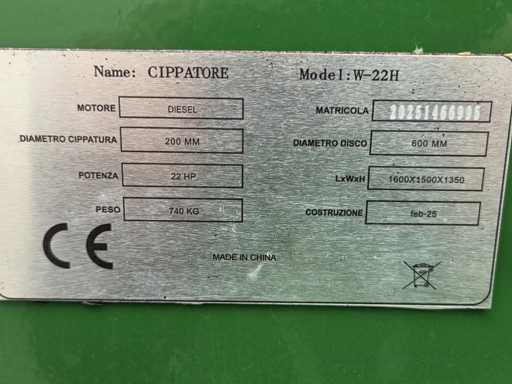 Name: CIPPATORE Model:W-22H
MOTORE DIESEL MATRICOLA
DIAMETRO CIPPATURA 200 MM DIAMETRO DISCO 600 MM
POTENZA 22 HP LxWxH 1600X1500X1350
PESO 740 KG COSTRUZIONE feb-25
CE MADE IN CHINA